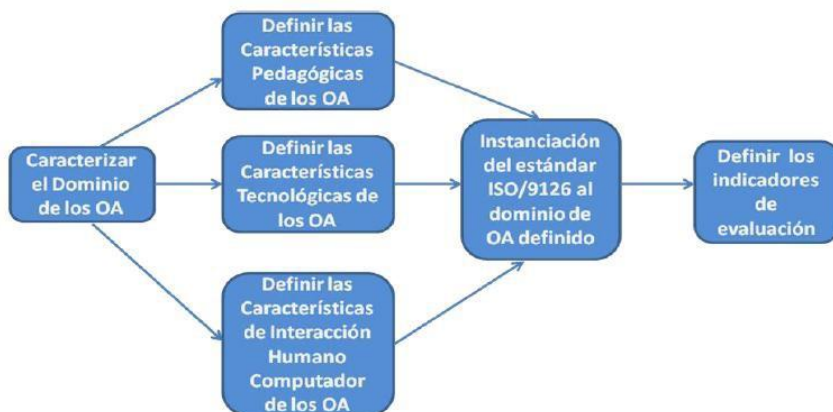 Definir las
Características
Pedagógicas
de los OA
Caracterizar
el Dominio
de los OA
Definir las
Características
Tecnológicas de
los OA
Definir las
Características
de Interacción
Humano
Computador
de los OA
Instanciación
del estándar
ISO/9126 al
dominio de
OA definido
Definir los
indicadores
de
evaluación